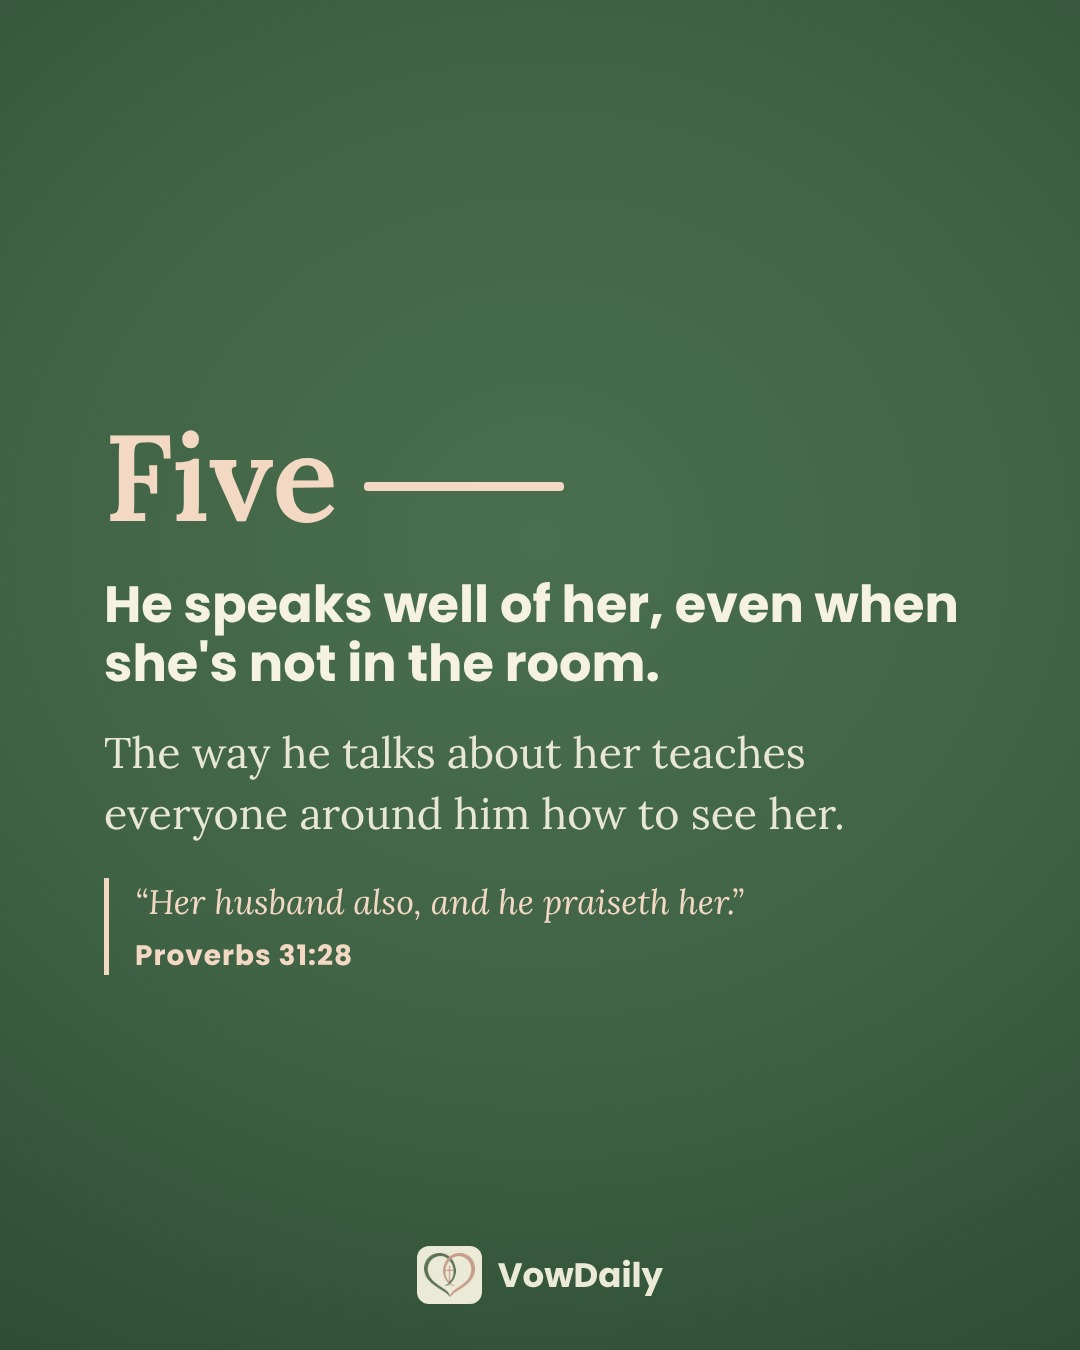 Five
He speaks well of her, even when
she's not in the room.
The way he talks about her teaches
everyone around him how to see her.
“Her husband also, and he praiseth her.”
Proverbs 31:28
VowDaily